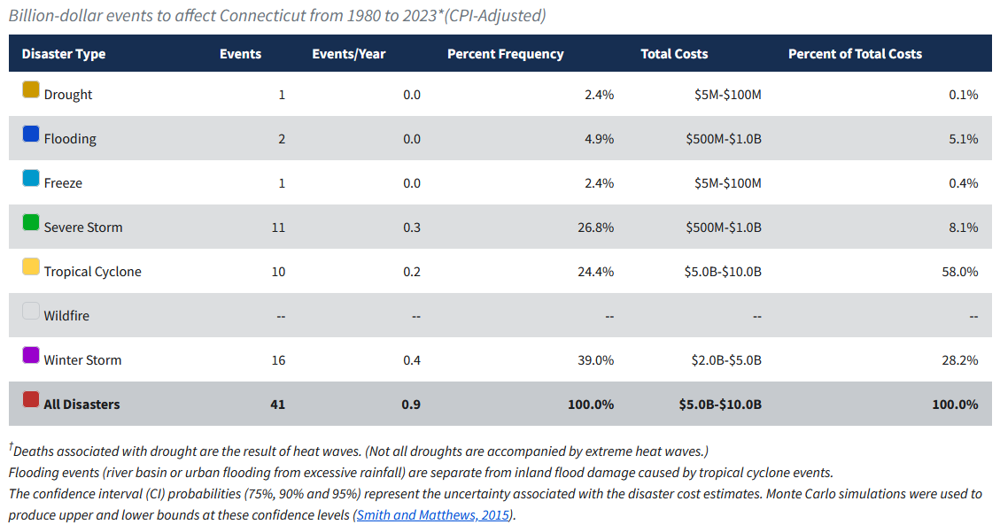 Billion-dollar events to affect Connecticut from 1980 to 2023*(CPI-Adjusted)
Disaster Type Events Events/Year Percent Frequency Total Costs Percent of Total Costs
Drought 1 0.0 2.4% $5M-$100M 0.1%
Flooding 2 0.0 4.9% $500M-$1.0B 5.1%
Freeze 1 0.0 2.4% $5M-$100M 0.4%
Severe Storm 11 0.3 26.8% $500M-$1.0B 8.1%
Tropical Cyclone 10 0.2 24.4% $5.0B-$10.0B 58.0%
Wildfire -- -- -- -- --
Winter Storm 16 0.4 39.0% $2.0B-$5.0B 28.2%
All Disasters 41 0.9 100.0% $5.0B-$10.0B 100.0%
†Deaths associated with drought are the result of heat waves. (Not all droughts are accompanied by extreme heat waves.)
Flooding events (river basin or urban flooding from excessive rainfall) are separate from inland flood damage caused by tropical cyclone events.
The confidence interval (CI) probabilities (75%, 90% and 95%) represent the uncertainty associated with the disaster cost estimates. Monte Carlo simulations were used to
produce upper and lower bounds at these confidence levels (Smith and Matthews, 2015).